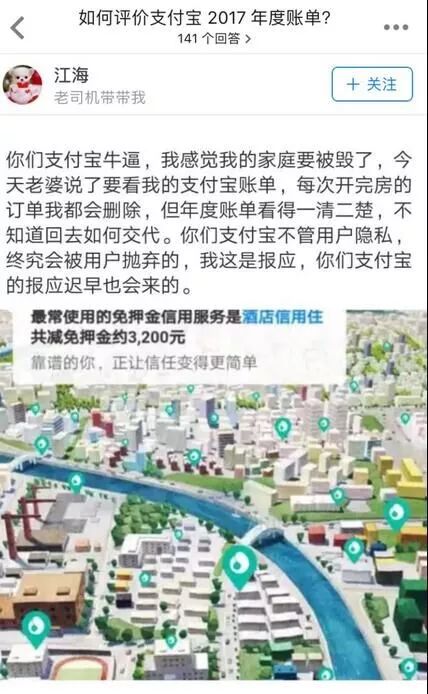 如何评价支付宝 2017 年度账单?
141 个回答 >
江海
老司机带带我
+ 关注
你们支付宝牛逼，我感觉我的家庭要被毁了，今
天老婆说了要看我的支付宝账单，每次开完房的
订单我都会删除，但年度账单看得一清二楚，不
知道回去如何交代。你们支付宝不管用户隐私，
终究会被用户抛弃的，我这是报应，你们支付宝
的报应迟早也会来的。
最常使用的免押金信用服务是酒店信用住
共减免押金约3,200元
靠谱的你，正让信任变得更简单